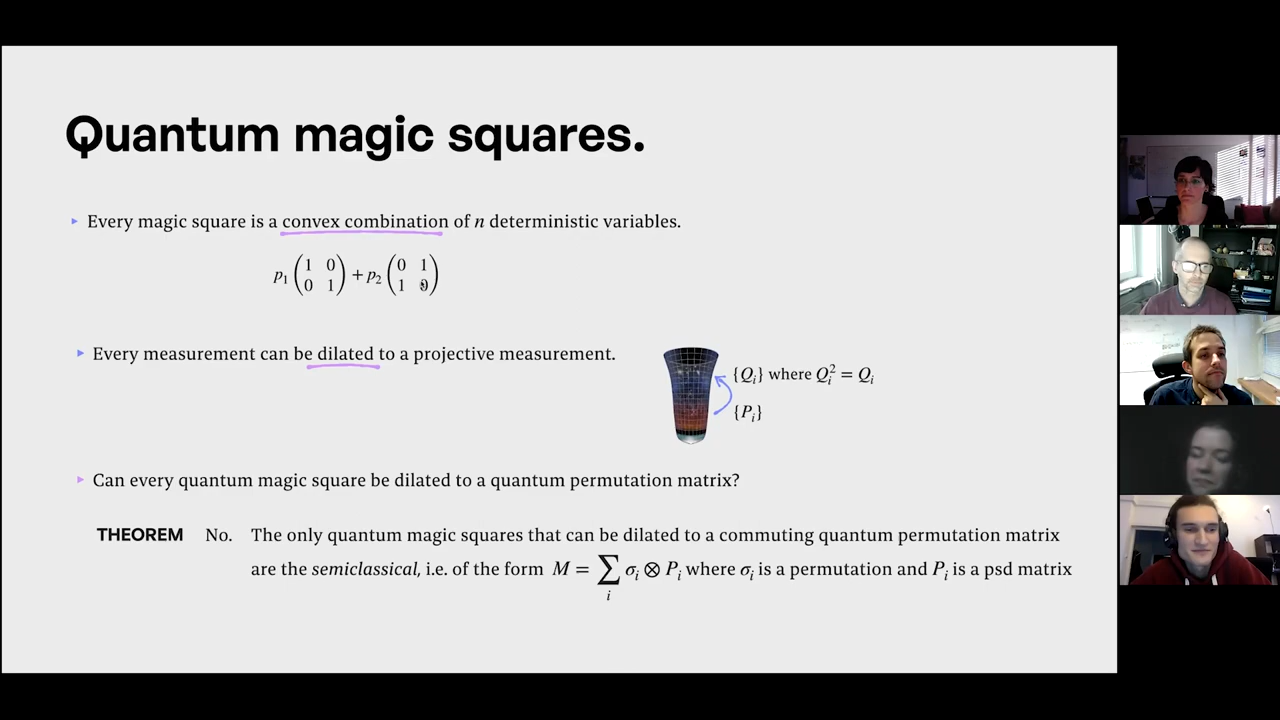 Quantum magic squares.
▸ Every magic square is a convex combination of n deterministic variables.
p₁ (1 0; 0 1) + p₂ (0 1; 1 0)
▸ Every measurement can be dilated to a projective measurement.
{Qᵢ} where Qᵢ² = Qᵢ
{Pᵢ}
▸ Can every quantum magic square be dilated to a quantum permutation matrix?
THEOREM No. The only quantum magic squares that can be dilated to a commuting quantum permutation matrix
are the semiclassical, i.e. of the form M = ∑ᵢ σᵢ ⊗ Pᵢ where σᵢ is a permutation and Pᵢ is a psd matrix